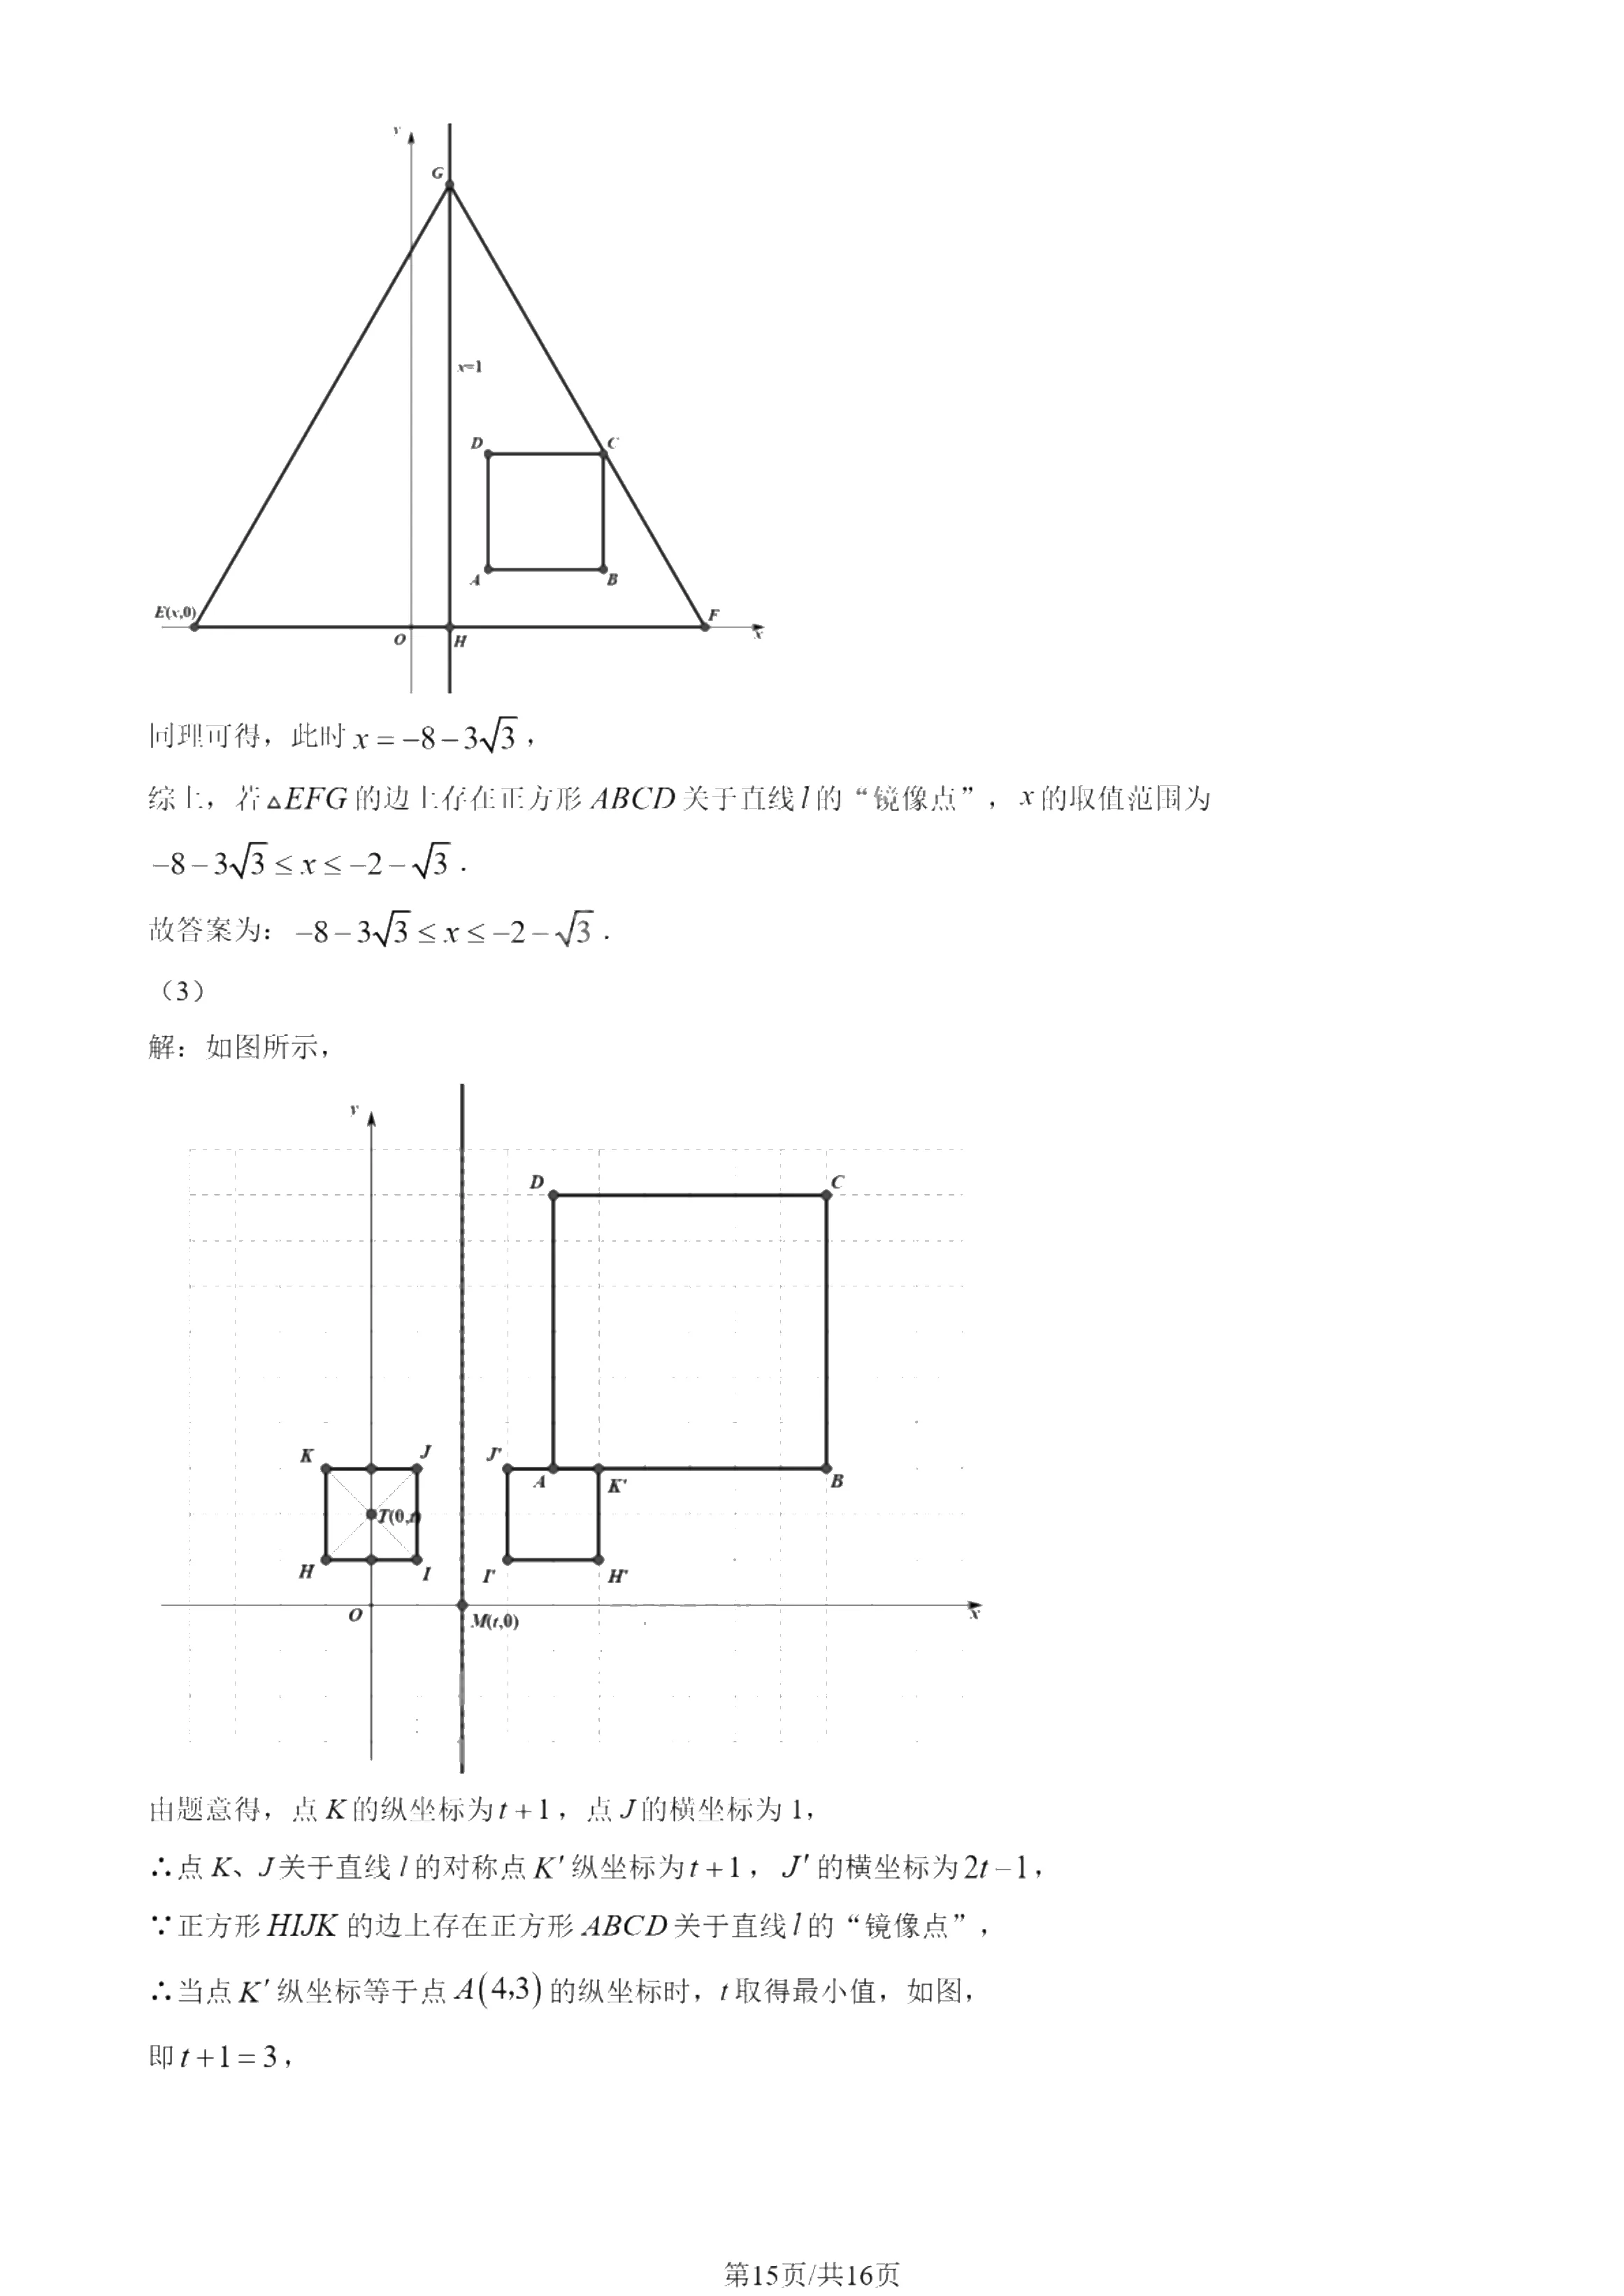 y
G
x=1
D C
A B
E(x,0) F
O H x
同理可得，此时 x = −8 − 3√3 ，
综上，若△EFG 的边上存在正方形 ABCD 关于直线 l 的“镜像点”，x 的取值范围为
−8 − 3√3 ≤ x ≤ −2 − √3 .
故答案为：−8 − 3√3 ≤ x ≤ −2 − √3 .
（3）
解：如图所示，
y
D C
K J J' A K' B
T(0,t)
H I I' H'
O M(t,0) x
由题意得，点 K 的纵坐标为 t + 1 ，点 J 的横坐标为 1，
∴点 K、J 关于直线 l 的对称点 K′ 纵坐标为 t + 1 ，J′ 的横坐标为 2t − 1，
∵正方形 HIJK 的边上存在正方形 ABCD 关于直线 l 的“镜像点”，
∴当点 K′ 纵坐标等于点 A(4,3) 的纵坐标时，t 取得最小值，如图，
即 t + 1 = 3 ，
第15页/共16页